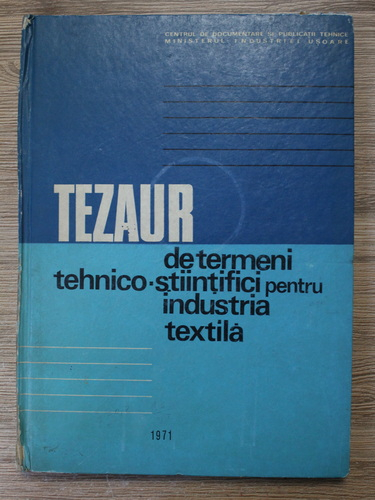 CENTRUL DE DOCUMENTARE ȘI PUBLICAȚII TEHNICE
MINISTERUL INDUSTRIEI UȘOARE
TEZAUR
de termeni
tehnico-științifici pentru
industria
textilă
1971